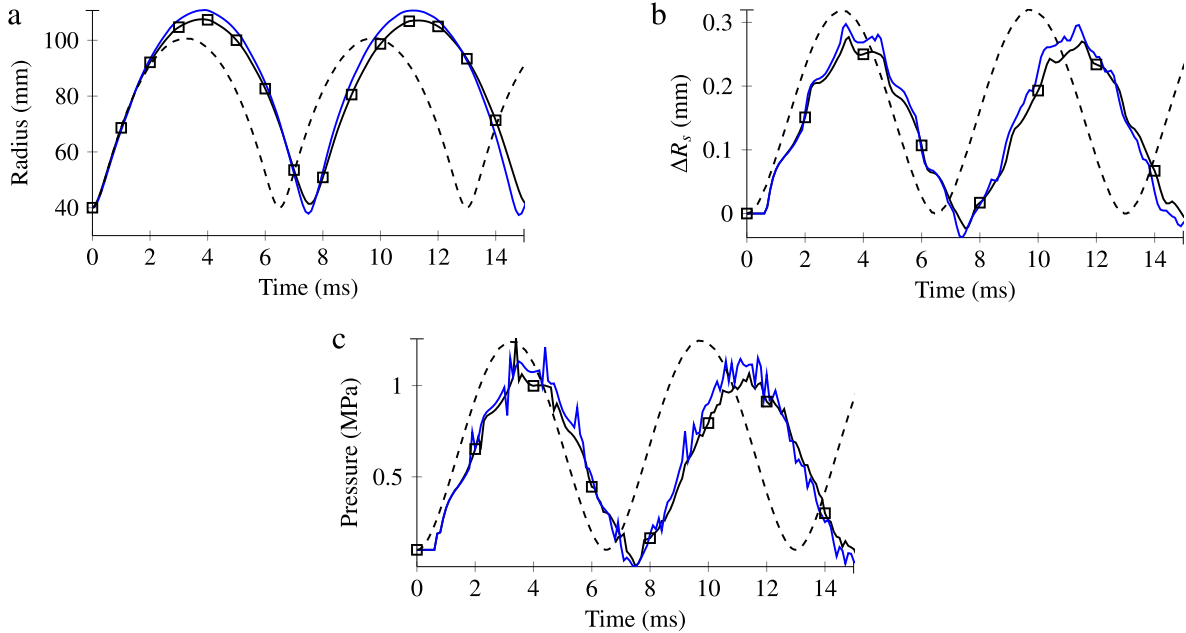 a
Radius (mm)
100
80
60
40
0 2 4 6 8 10 12 14
Time (ms)
b
ΔRₛ (mm)
0.3
0.2
0.1
0
0 2 4 6 8 10 12 14
Time (ms)
c
Pressure (MPa)
1
0.5
0 2 4 6 8 10 12 14
Time (ms)